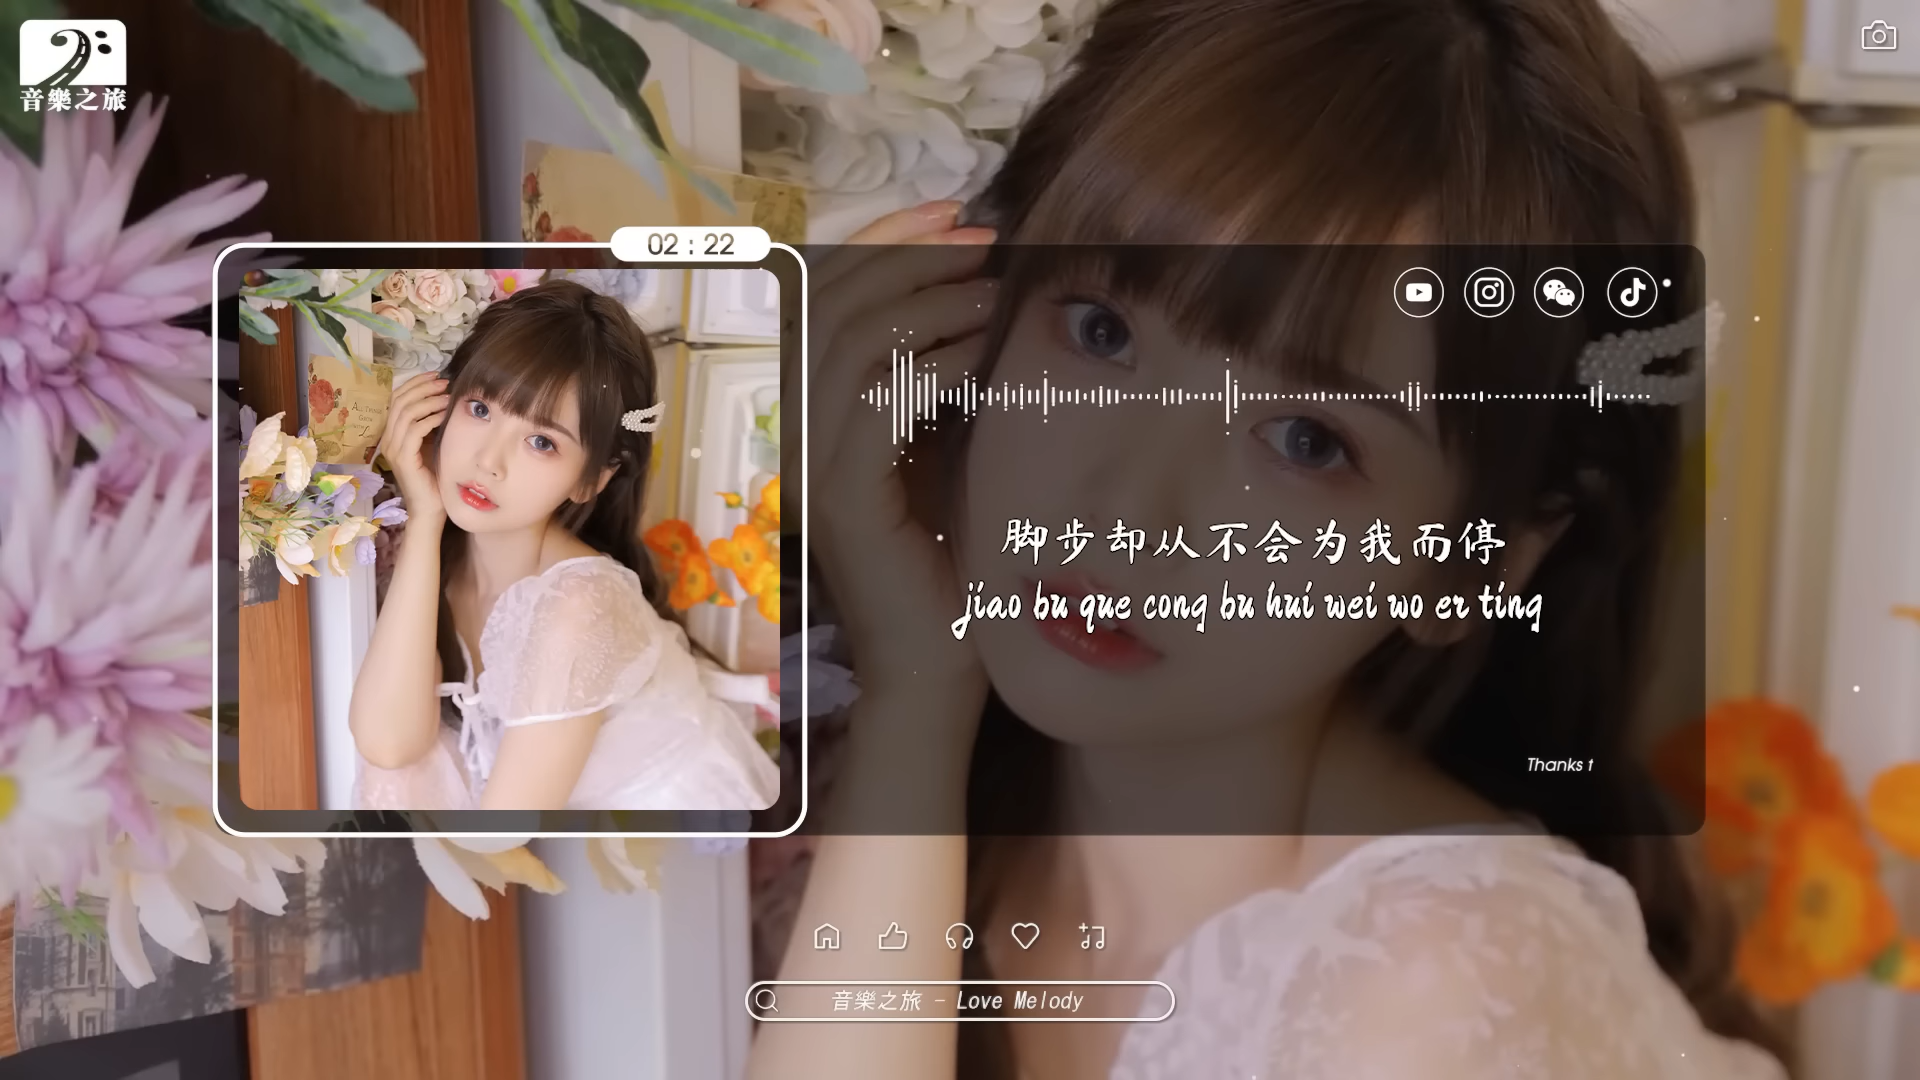 音樂之旅
02 : 22
脚步却从不会为我而停
jiao bu que cong bu hui wei wo er ting
Thanks t
音樂之旅 - Love Melody